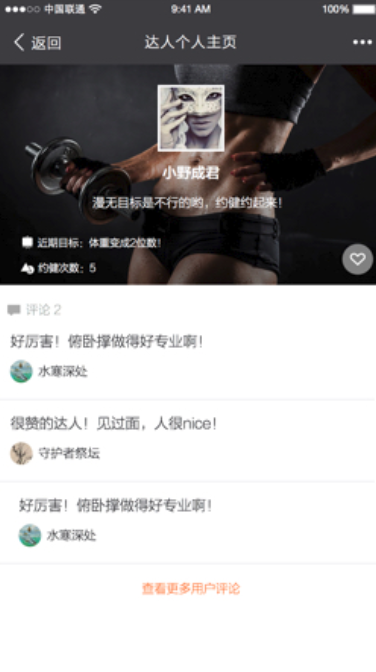 中国联通
9:41 AM
100%
返回
达人个人主页
小野成君
漫无目标是不行的哟，约健约起来！
近期目标：体重变成2位数！
约健次数：5
评论 2
好厉害！俯卧撑做得好专业啊！
水寒深处
很赞的达人！见过面，人很nice！
守护者祭坛
好厉害！俯卧撑做得好专业啊！
水寒深处
查看更多用户评论